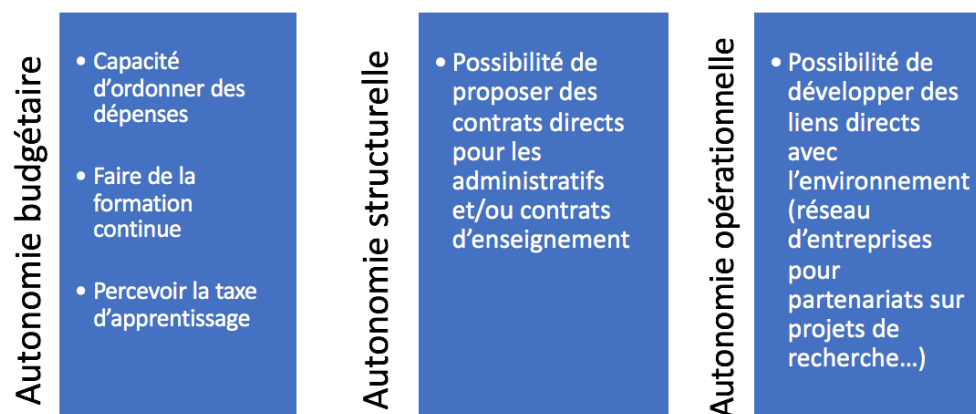 Autonomie budgétaire
• Capacité
d'ordonner des
dépenses
• Faire de la
formation
continue
• Percevoir la taxe
d'apprentissage
Autonomie structurelle
• Possibilité de
proposer des
contrats directs
pour les
administratifs
et/ou contrats
d'enseignement
Autonomie opérationnelle
• Possibilité de
développer des
liens directs
avec
l'environnement
(réseau
d'entreprises
pour
partenariats sur
projets de
recherche...)